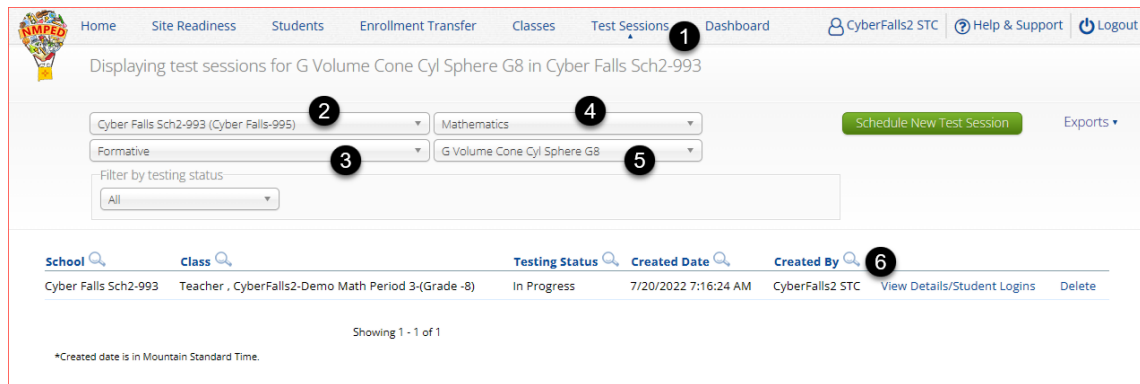 NMPED Home Site Readiness Students Enrollment Transfer Classes Test Sessions 1 Dashboard CyberFalls2 STC ? Help & Support Logout
Displaying test sessions for G Volume Cone Cyl Sphere G8 in Cyber Falls Sch2-993
Cyber Falls Sch2-993 (Cyber Falls-995) 2 Mathematics 4 Schedule New Test Session Exports
Formative 3 G Volume Cone Cyl Sphere G8 5
Filter by testing status
All
School Class Testing Status Created Date Created By 6
Cyber Falls Sch2-993 Teacher , CyberFalls2-Demo Math Period 3-(Grade -8) In Progress 7/20/2022 7:16:24 AM CyberFalls2 STC View Details/Student Logins Delete
Showing 1 - 1 of 1
*Created date is in Mountain Standard Time.